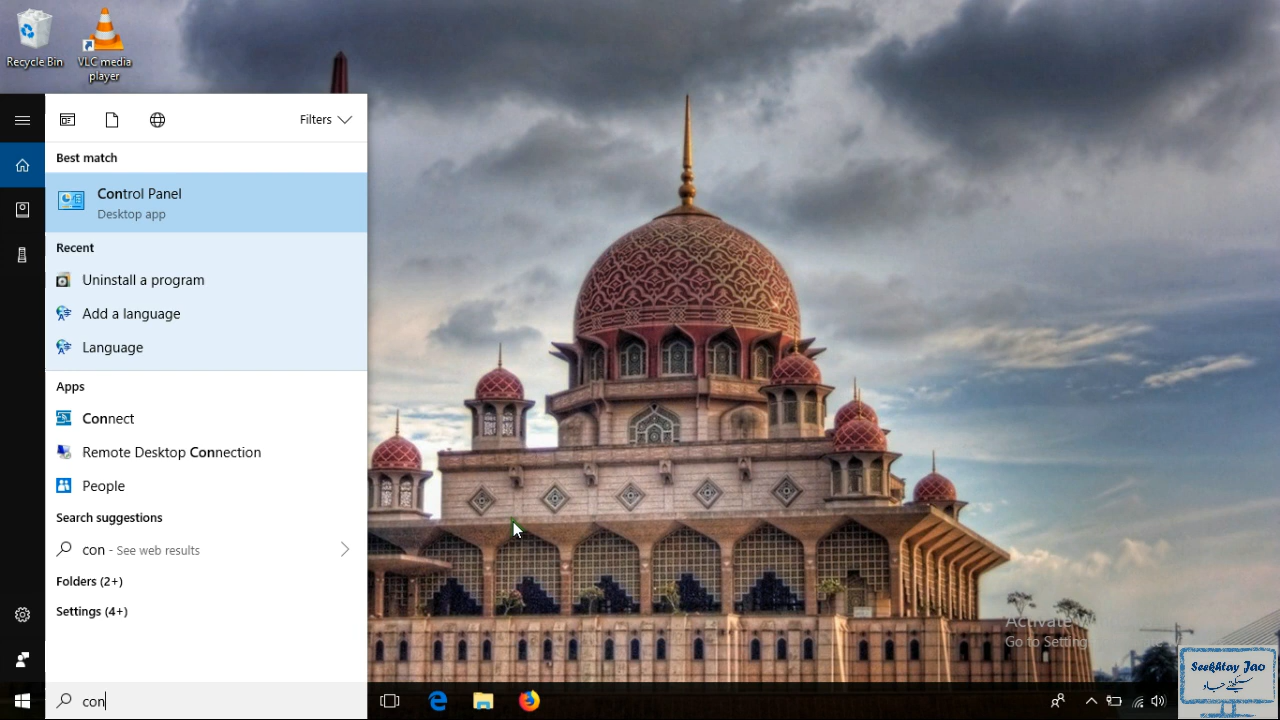 Recycle Bin
VLC media
player
Filters
Best match
Control Panel
Desktop app
Recent
Uninstall a program
Add a language
Language
Apps
Connect
Remote Desktop Connection
People
Search suggestions
con - See web results
Folders (2+)
Settings (4+)
con
Activate W
Go to Setting
Seekhtay Jao
سیکھتے جاؤ